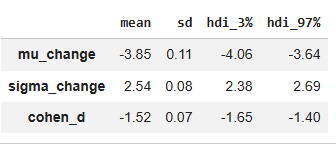 mean sd hdi_3% hdi_97%
mu_change -3.85 0.11 -4.06 -3.64
sigma_change 2.54 0.08 2.38 2.69
cohen_d -1.52 0.07 -1.65 -1.40